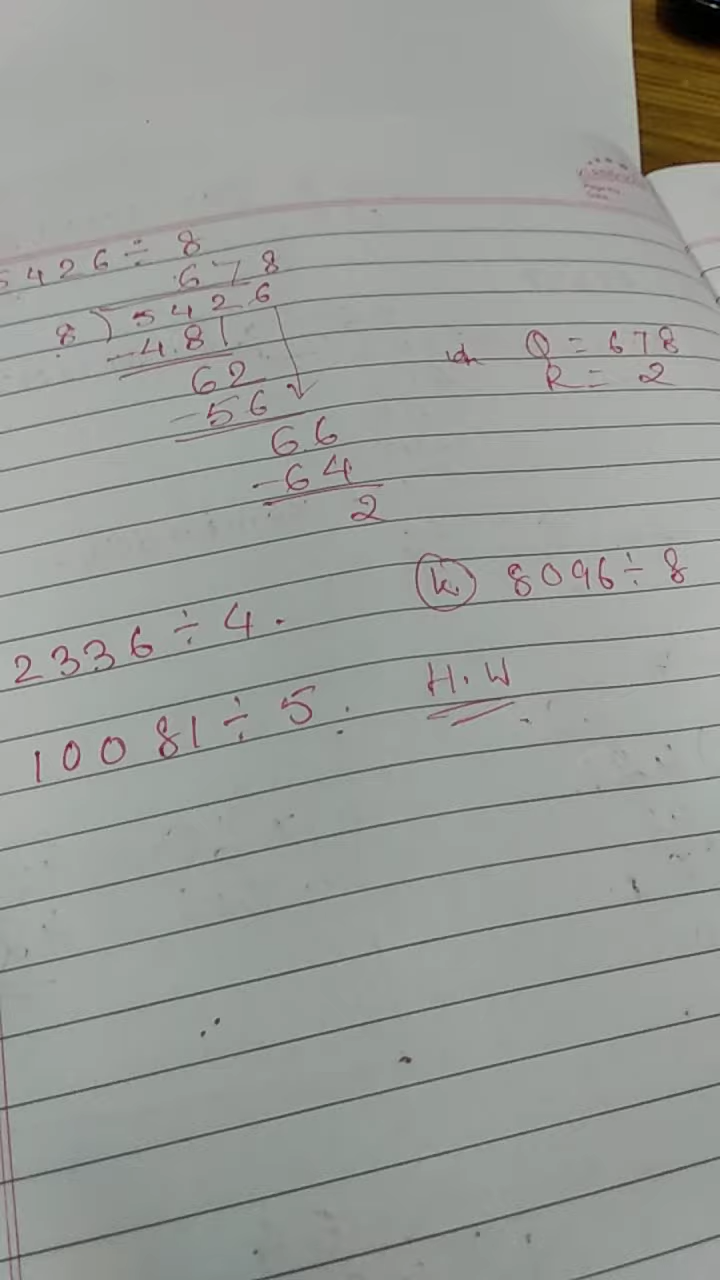 5426 ÷ 8
678
8 ) 5426
-48
62
-56
66
-64
2
Q = 678
R = 2
2336 ÷ 4.
k. 8096 ÷ 8
10081 ÷ 5.
H.W